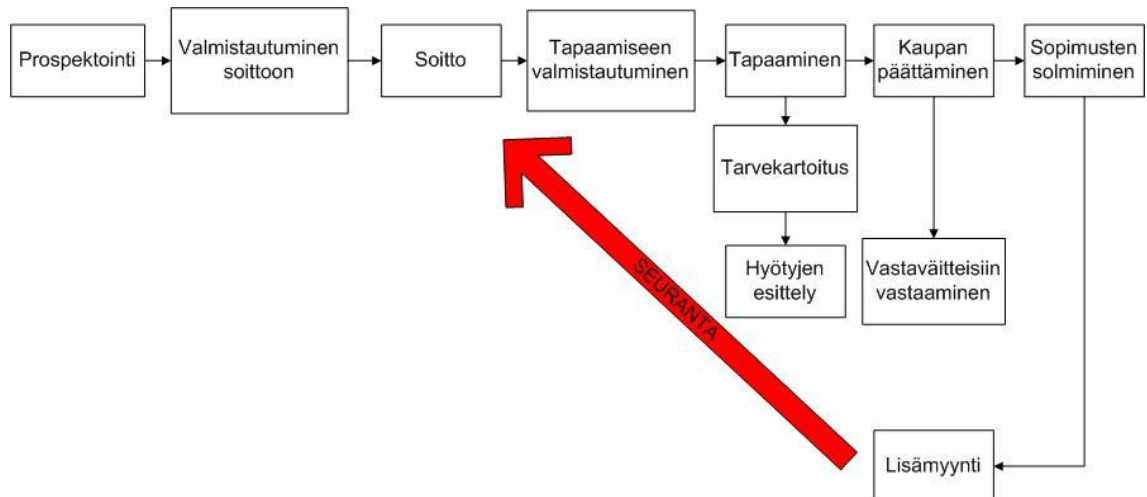 Prospektointi
Valmistautuminen
soittoon
Soitto
Tapaamiseen
valmistautuminen
Tapaaminen
Kaupan
päättäminen
Sopimusten
solmiminen
Tarvekartoitus
Hyötyjen
esittely
Vastaväitteisiin
vastaaminen
SEURANTA
Lisämyynti